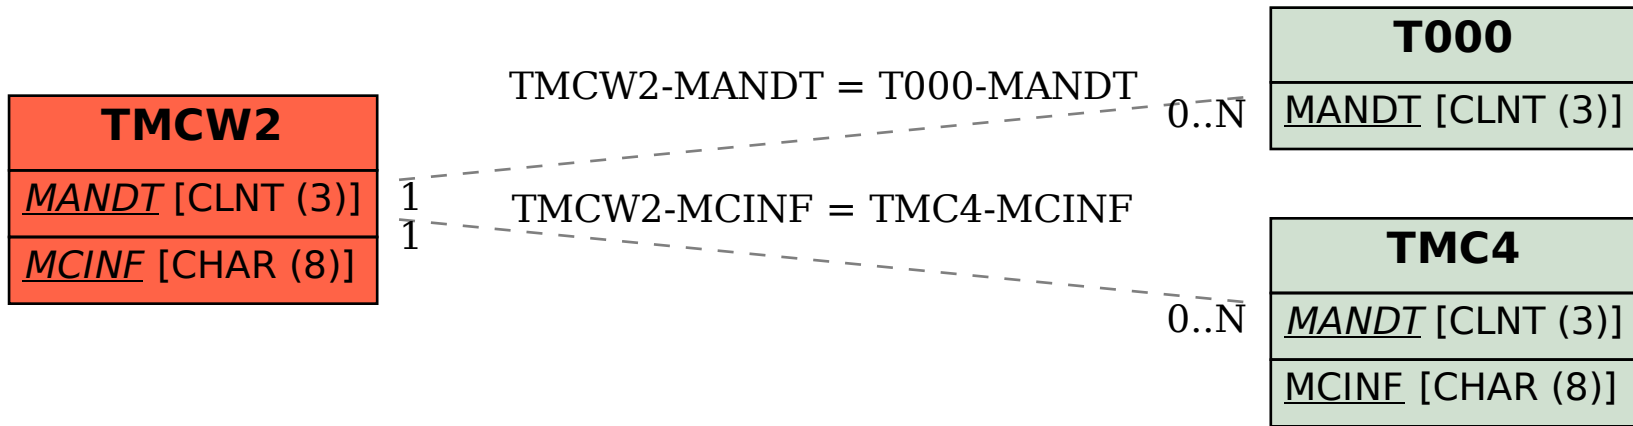 TMCW2
MANDT [CLNT (3)]
MCINF [CHAR (8)]
TMCW2-MANDT = T000-MANDT
1
0..N
TMCW2-MCINF = TMC4-MCINF
1
0..N
T000
MANDT [CLNT (3)]
TMC4
MANDT [CLNT (3)]
MCINF [CHAR (8)]